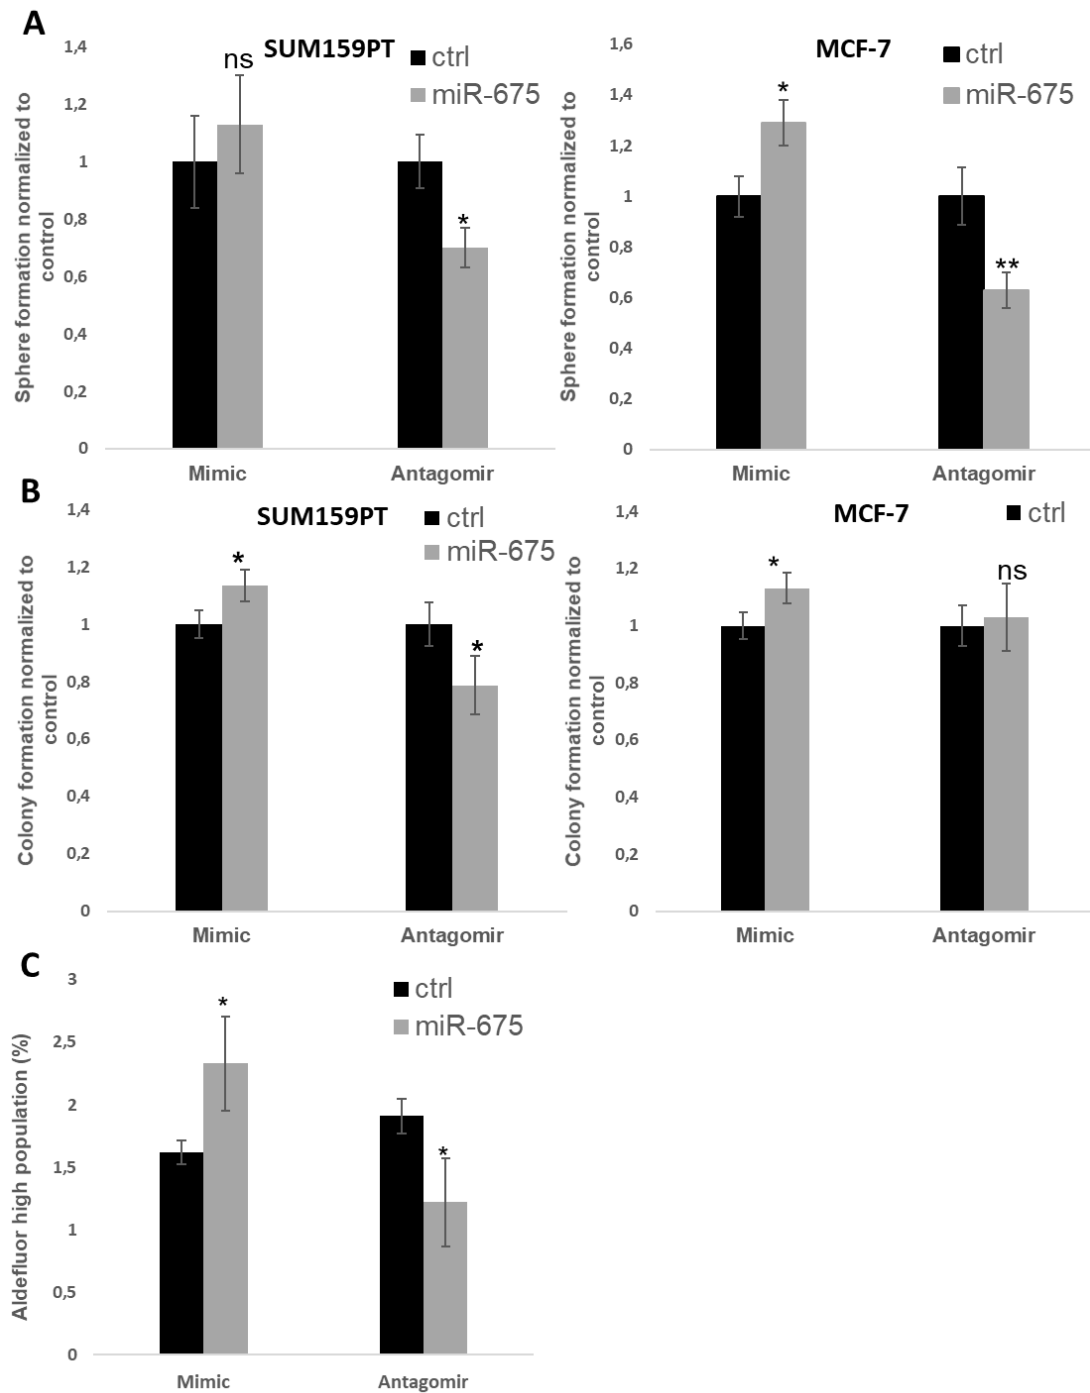 A
SUM159PT
ctrl
miR-675
Sphere formation normalized to
control
1,4
1,2
1
0,8
0,6
0,4
0,2
0
ns
*
Mimic
Antagomir
MCF-7
ctrl
miR-675
Sphere formation normalized to
control
1,6
1,4
1,2
1
0,8
0,6
0,4
0,2
0
*
**
Mimic
Antagomir
B
SUM159PT
ctrl
miR-675
Colony formation normalized to
control
1,4
1,2
1
0,8
0,6
0,4
0,2
0
*
*
Mimic
Antagomir
MCF-7
ctrl
Colony formation normalized to
control
1,4
1,2
1
0,8
0,6
0,4
0,2
0
*
ns
Mimic
Antagomir
C
ctrl
miR-675
Aldefluor high population (%)
3
2,5
2
1,5
1
0,5
0
*
*
Mimic
Antagomir